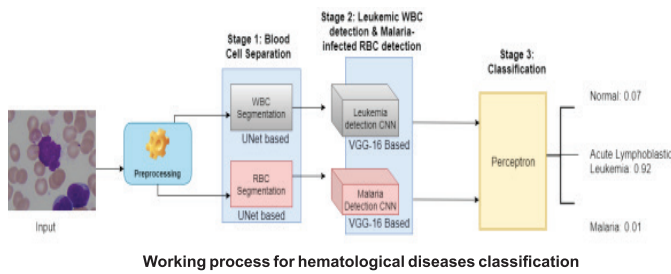 Stage 1: Blood
Cell Separation
Stage 2: Leukemic WBC
detection & Malaria-
infected RBC detection
Stage 3:
Classification
Input
Preprocessing
WBC
Segmentation
UNet based
RBC
Segmentation
UNet based
Leukemia
detection CNN
VGG-16 Based
Malaria
Detection CNN
VGG-16 Based
Perceptron
Normal: 0.07
Acute Lymphoblastic
Leukemia: 0.92
Malaria: 0.01
Working process for hematological diseases classification